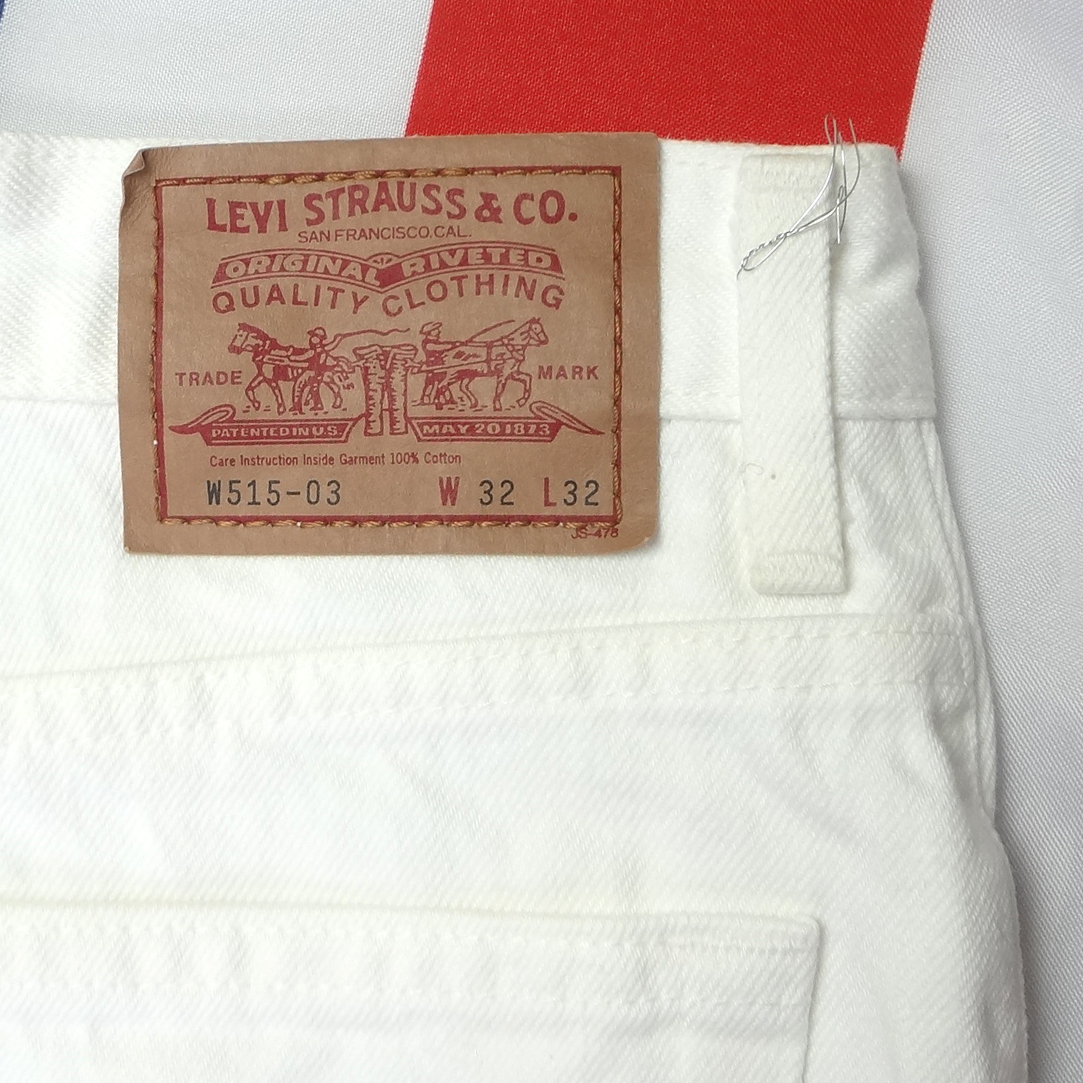 LEVI STRAUSS & CO.
SAN FRANCISCO.CAL.
ORIGINAL RIVETED
QUALITY CLOTHING
TRADE MARK
PATENTED IN U.S. MAY 20 1873
Care Instruction Inside Garment 100% Cotton
W515-03 W 32 L32
JS-478